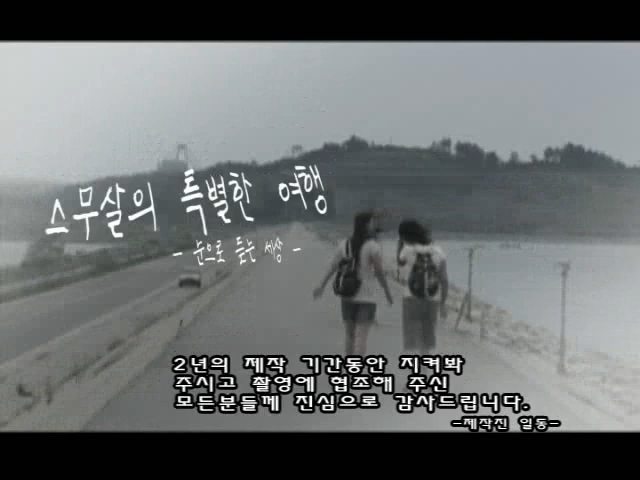 스무살의 특별한 여행
- 눈으로 듣는 세상 -
2년의 제작 기간동안 지켜봐
주시고 촬영에 협조해 주신
모든분들께 진심으로 감사드립니다.
-제작진 일동-